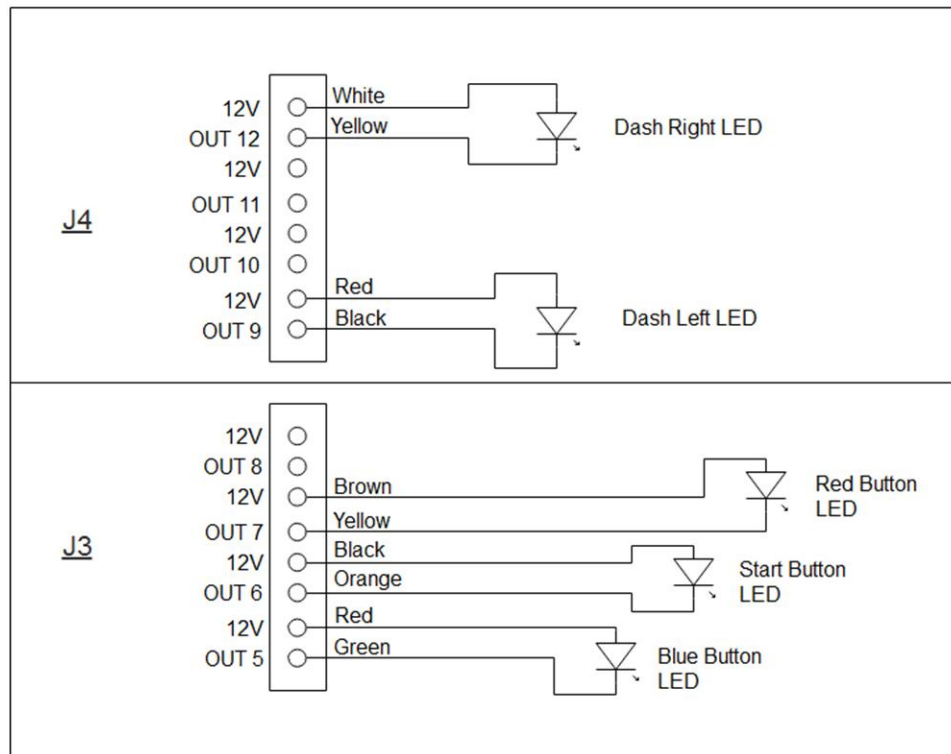 J4
12V
White
OUT 12
Yellow
Dash Right LED
12V
OUT 11
12V
OUT 10
12V
Red
OUT 9
Black
Dash Left LED
J3
12V
OUT 8
12V
Brown
OUT 7
Yellow
Red Button
LED
12V
Black
OUT 6
Orange
Start Button
LED
12V
Red
OUT 5
Green
Blue Button
LED